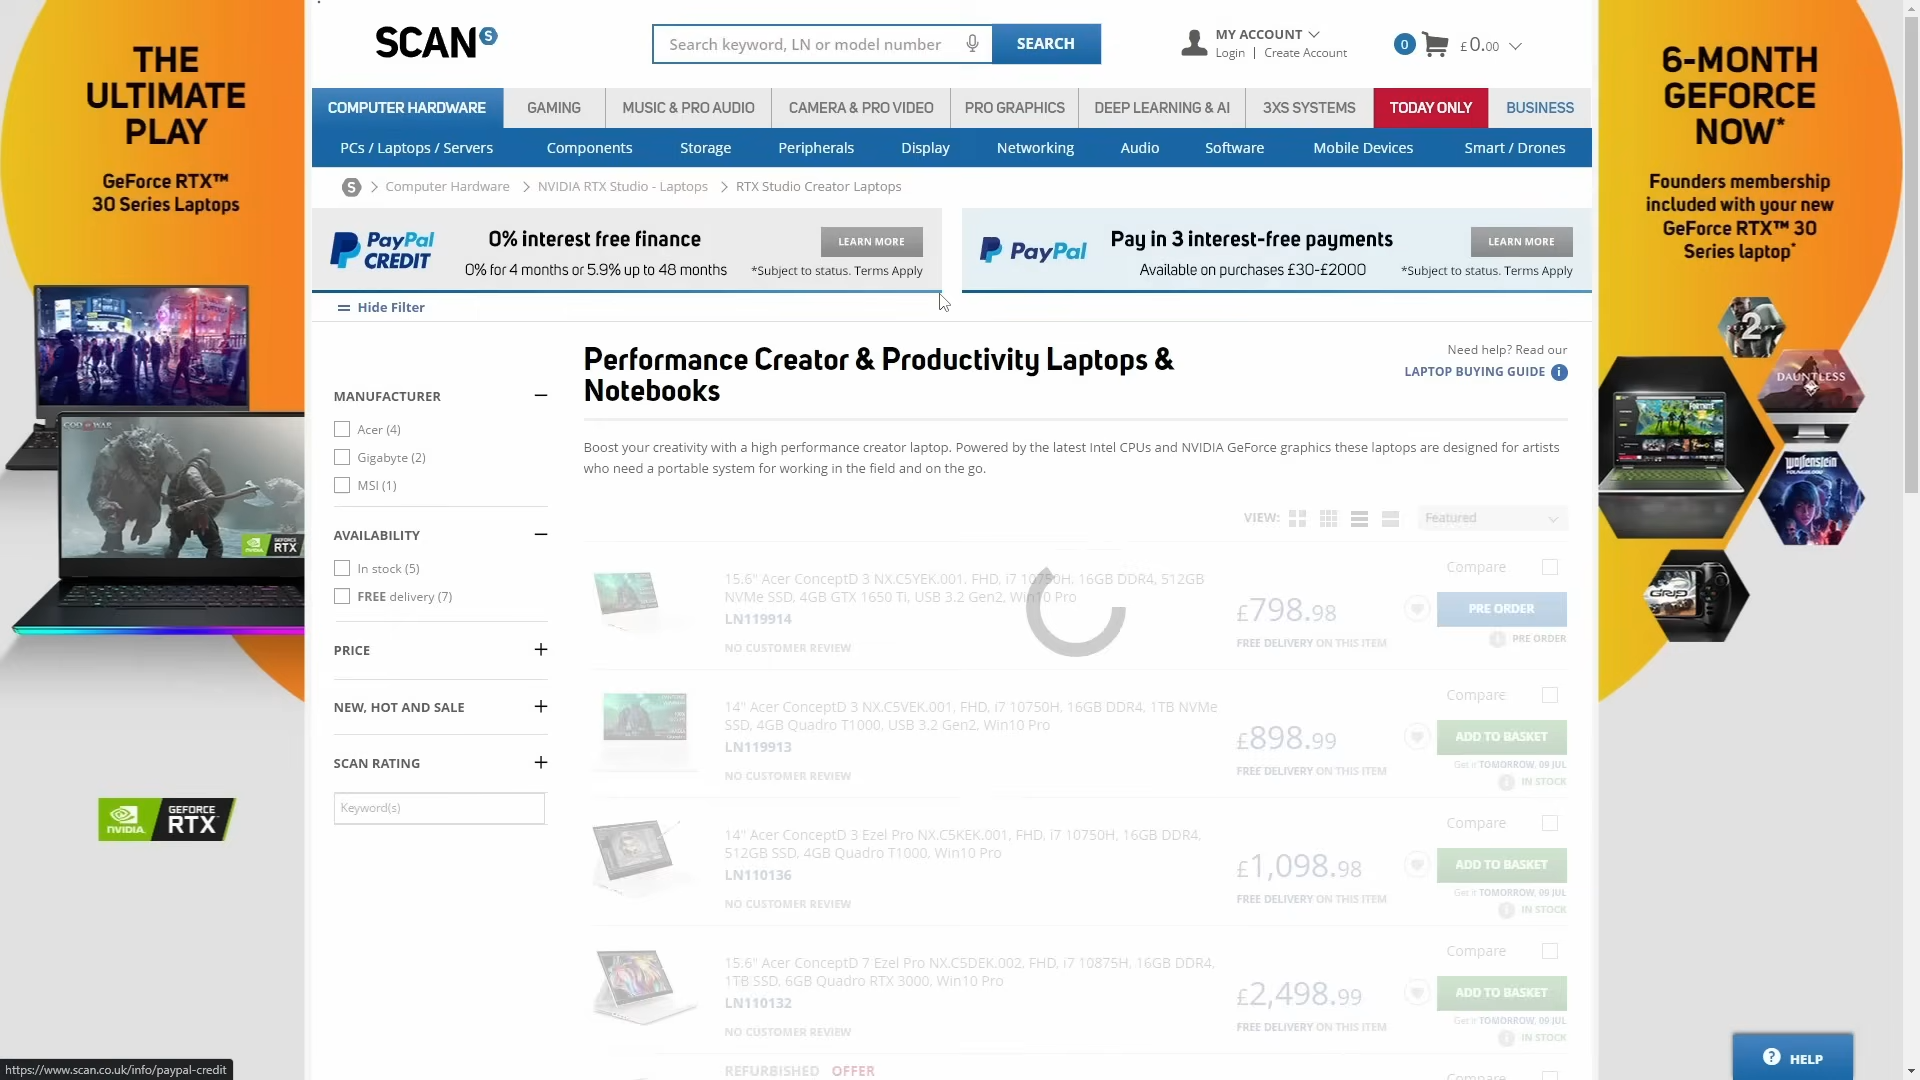 THE
ULTIMATE
PLAY
GeForce RTX™
30 Series Laptops
GOD OF WAR
NVIDIA
GEFORCE
RTX
SCAN S
Search keyword, LN or model number
SEARCH
MY ACCOUNT
Login | Create Account
0
£0.00
COMPUTER HARDWARE
GAMING
MUSIC & PRO AUDIO
CAMERA & PRO VIDEO
PRO GRAPHICS
DEEP LEARNING & AI
3XS SYSTEMS
TODAY ONLY
BUSINESS
PCs / Laptops / Servers
Components
Storage
Peripherals
Display
Networking
Audio
Software
Mobile Devices
Smart / Drones
S > Computer Hardware > NVIDIA RTX Studio - Laptops > RTX Studio Creator Laptops
PayPal
CREDIT
0% interest free finance
0% for 4 months or 5.9% up to 48 months
LEARN MORE
*Subject to status. Terms Apply
PayPal
Pay in 3 interest-free payments
Available on purchases £30-£2000
LEARN MORE
*Subject to status. Terms Apply
Hide Filter
MANUFACTURER
Acer (4)
Gigabyte (2)
MSI (1)
AVAILABILITY
In stock (5)
FREE delivery (7)
PRICE
NEW, HOT AND SALE
SCAN RATING
Keyword(s)
Performance Creator & Productivity Laptops &
Notebooks
Need help? Read our
LAPTOP BUYING GUIDE i
Boost your creativity with a high performance creator laptop. Powered by the latest Intel CPUs and NVIDIA GeForce graphics these laptops are designed for artists
who need a portable system for working in the field and on the go.
VIEW:
Featured
15.6" Acer ConceptD 3 NX.C5YEK.001, FHD, i7 10750H, 16GB DDR4, 512GB
NVMe SSD, 4GB GTX 1650 Ti, USB 3.2 Gen2, Win10 Pro
LN119914
NO CUSTOMER REVIEW
£798.98
FREE DELIVERY ON THIS ITEM
Compare
PRE ORDER
PRE ORDER
14" Acer ConceptD 3 NX.C5VEK.001, FHD, i7 10750H, 16GB DDR4, 1TB NVMe
SSD, 4GB Quadro T1000, USB 3.2 Gen2, Win10 Pro
LN119913
NO CUSTOMER REVIEW
£898.99
FREE DELIVERY ON THIS ITEM
Compare
ADD TO BASKET
Get it TOMORROW, 09 JUL
IN STOCK
14" Acer ConceptD 3 Ezel Pro NX.C5KEK.001, FHD, i7 10750H, 16GB DDR4,
512GB SSD, 4GB Quadro T1000, Win10 Pro
LN110136
NO CUSTOMER REVIEW
£1,098.98
FREE DELIVERY ON THIS ITEM
Compare
ADD TO BASKET
Get it TOMORROW, 09 JUL
IN STOCK
15.6" Acer ConceptD 7 Ezel Pro NX.C5DEK.002, FHD, i7 10875H, 16GB DDR4,
1TB SSD, 6GB Quadro RTX 3000, Win10 Pro
LN110132
NO CUSTOMER REVIEW
£2,498.99
FREE DELIVERY ON THIS ITEM
Compare
ADD TO BASKET
Get it TOMORROW, 09 JUL
IN STOCK
REFURBISHED OFFER
Compare
6-MONTH
GEFORCE
NOW*
Founders membership
included with your new
GeForce RTX™ 30
Series laptop*
2
DAUNTLESS
FORTNITE
Wolfenstein
GRIP
? HELP
NVIDIA
GEFORCE
RTX
https://www.scan.co.uk/info/paypal-credit